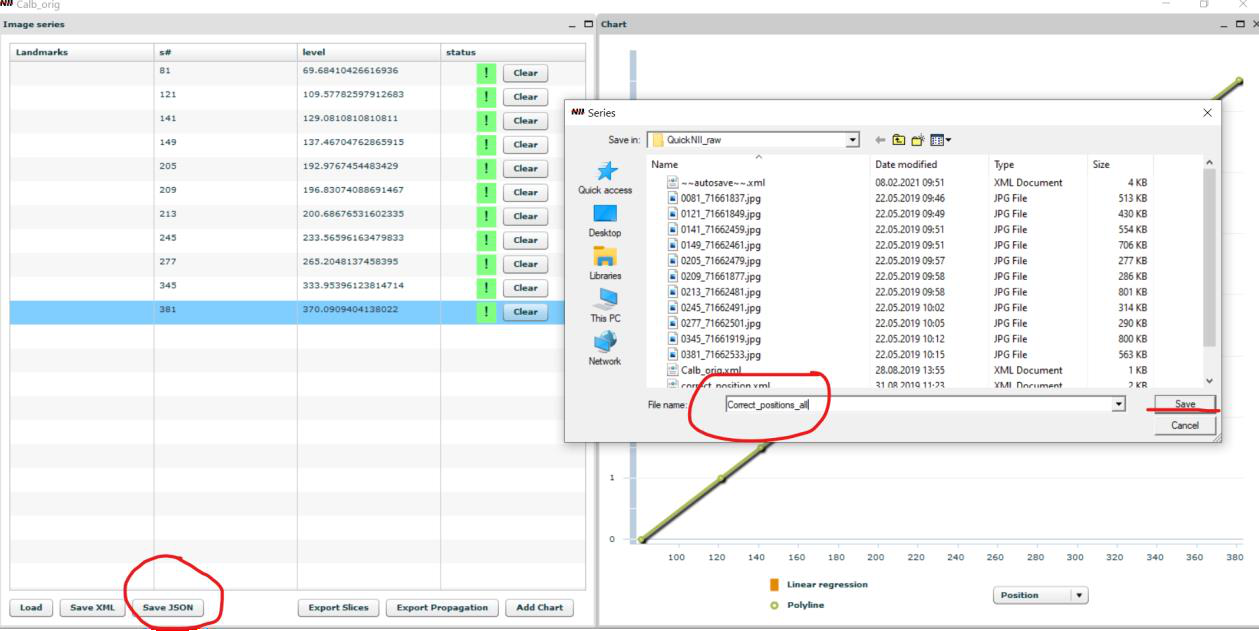 NII Calb_orig
Image series
Chart
Landmarks s# level status
81 69.68410426616936 ! Clear
121 109.57782597912683 ! Clear
141 129.0810810810811 ! Clear
149 137.46704762865915 ! Clear
205 192.9767454483429 ! Clear
209 196.83074088691467 ! Clear
213 200.68676531602335 ! Clear
245 233.56596163479833 ! Clear
277 265.2048137458395 ! Clear
345 333.95396123814714 ! Clear
381 370.0909404138022 ! Clear
Load Save XML Save JSON Export Slices Export Propagation Add Chart
NII Series
Save in: QuickNII_raw
Quick access
Desktop
Libraries
This PC
Network
Name Date modified Type Size
~~autosave~~.xml 08.02.2021 09:51 XML Document 4 KB
0081_71661837.jpg 22.05.2019 09:46 JPG File 513 KB
0121_71661849.jpg 22.05.2019 09:49 JPG File 430 KB
0141_71662459.jpg 22.05.2019 09:51 JPG File 554 KB
0149_71662461.jpg 22.05.2019 09:51 JPG File 706 KB
0205_71662479.jpg 22.05.2019 09:57 JPG File 277 KB
0209_71661877.jpg 22.05.2019 09:58 JPG File 286 KB
0213_71662481.jpg 22.05.2019 09:58 JPG File 801 KB
0245_71662491.jpg 22.05.2019 10:02 JPG File 314 KB
0277_71662501.jpg 22.05.2019 10:05 JPG File 290 KB
0345_71661919.jpg 22.05.2019 10:12 JPG File 800 KB
0381_71662533.jpg 22.05.2019 10:15 JPG File 563 KB
Calb_orig.xml 28.08.2019 13:55 XML Document 1 KB
correct_position.xml 31.08.2019 11:23 XML Document 2 KB
File name: Correct_positions_all Save
Cancel
1
0
100 120 140 160 180 200 220 240 260 280 300 320 340 360 380
Linear regression
Polyline
Position